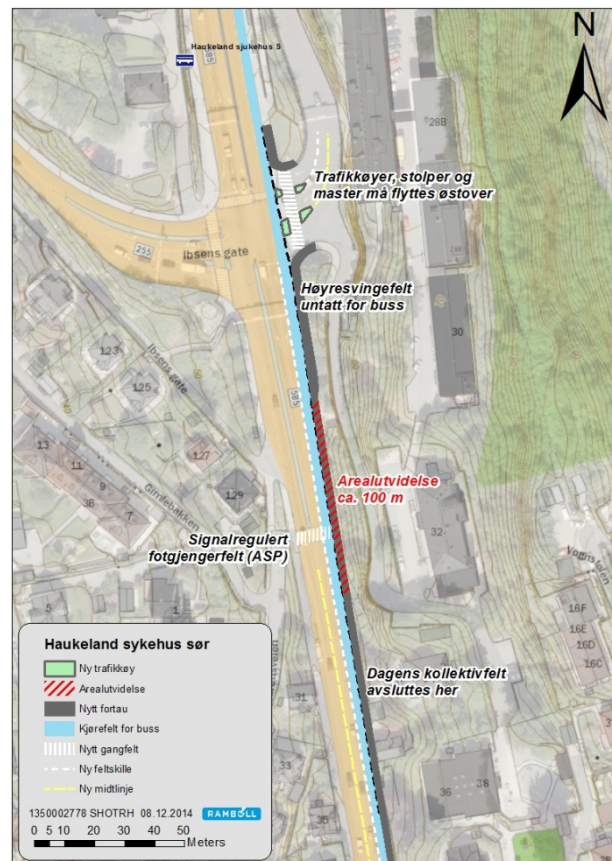 N
Haukeland sjukehus S
585
28B
Trafikkøyer, stolper og
master må flyttes østover
Ibsens gate
255
Høyresvingefelt
untatt for buss
30
Ibsens gate
123
125
585
127
13
11
9
3B
7
Gimlebakken
129
Arealutvidelse
ca. 100 m
Signalregulert
fotgjengerfelt (ASP)
32
5
1
16F
16E
16D
16C
Dagens kollektivfelt
avsluttes her
31
33
35
36
38
Haukeland sykehus sør
Ny trafikkøy
Arealutvidelse
Nytt fortau
Kjørefelt for buss
Nytt gangfelt
Ny feltskille
Ny midtlinje
1350002778 SHOTRH 08.12.2014 RAMBOLL
0 5 10 20 30 40 50
Meters